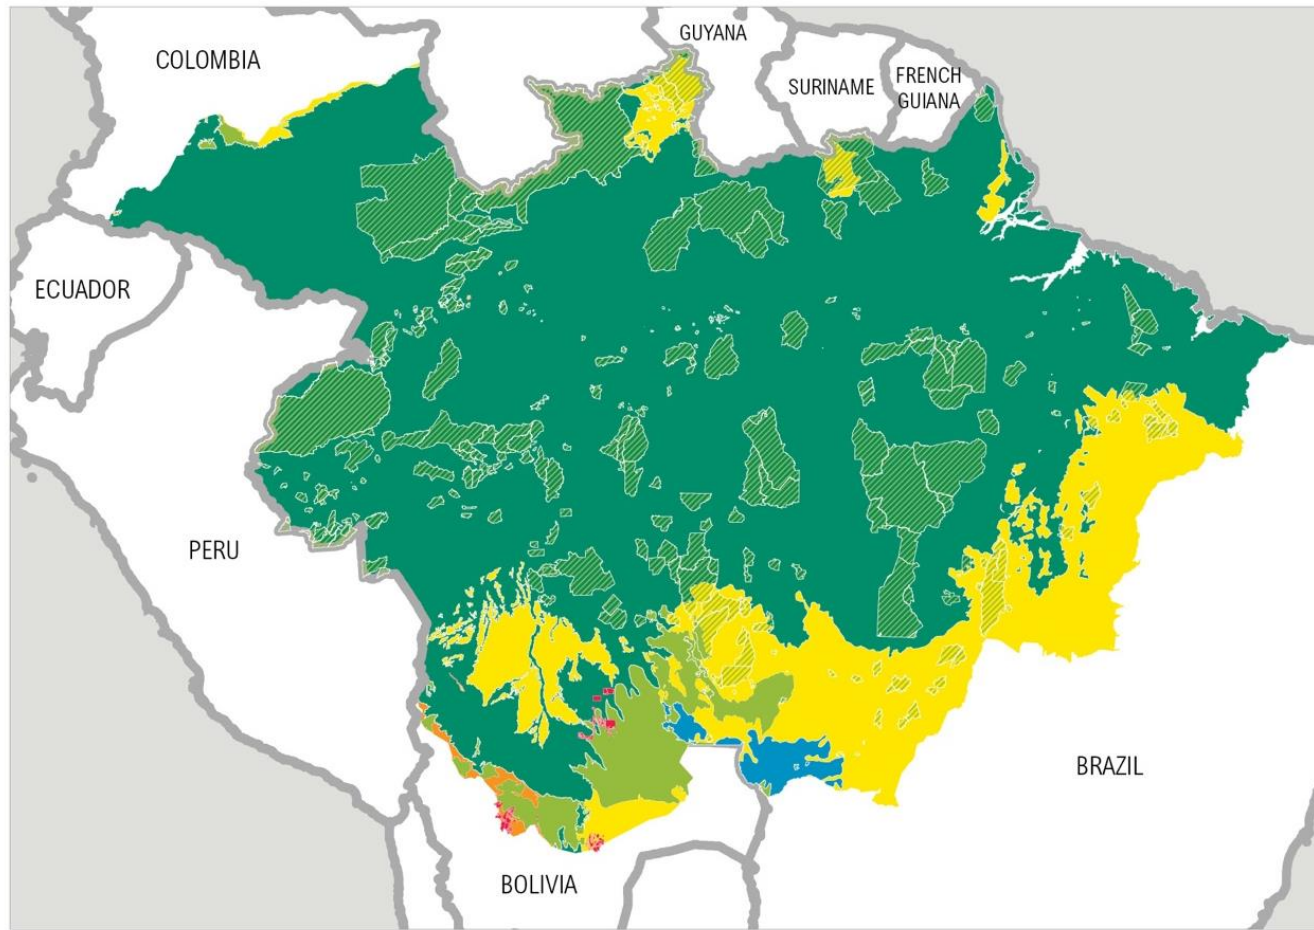 GUYANA
COLOMBIA
SURINAME
FRENCH
GUIANA
ECUADOR
PERU
BRAZIL
BOLIVIA